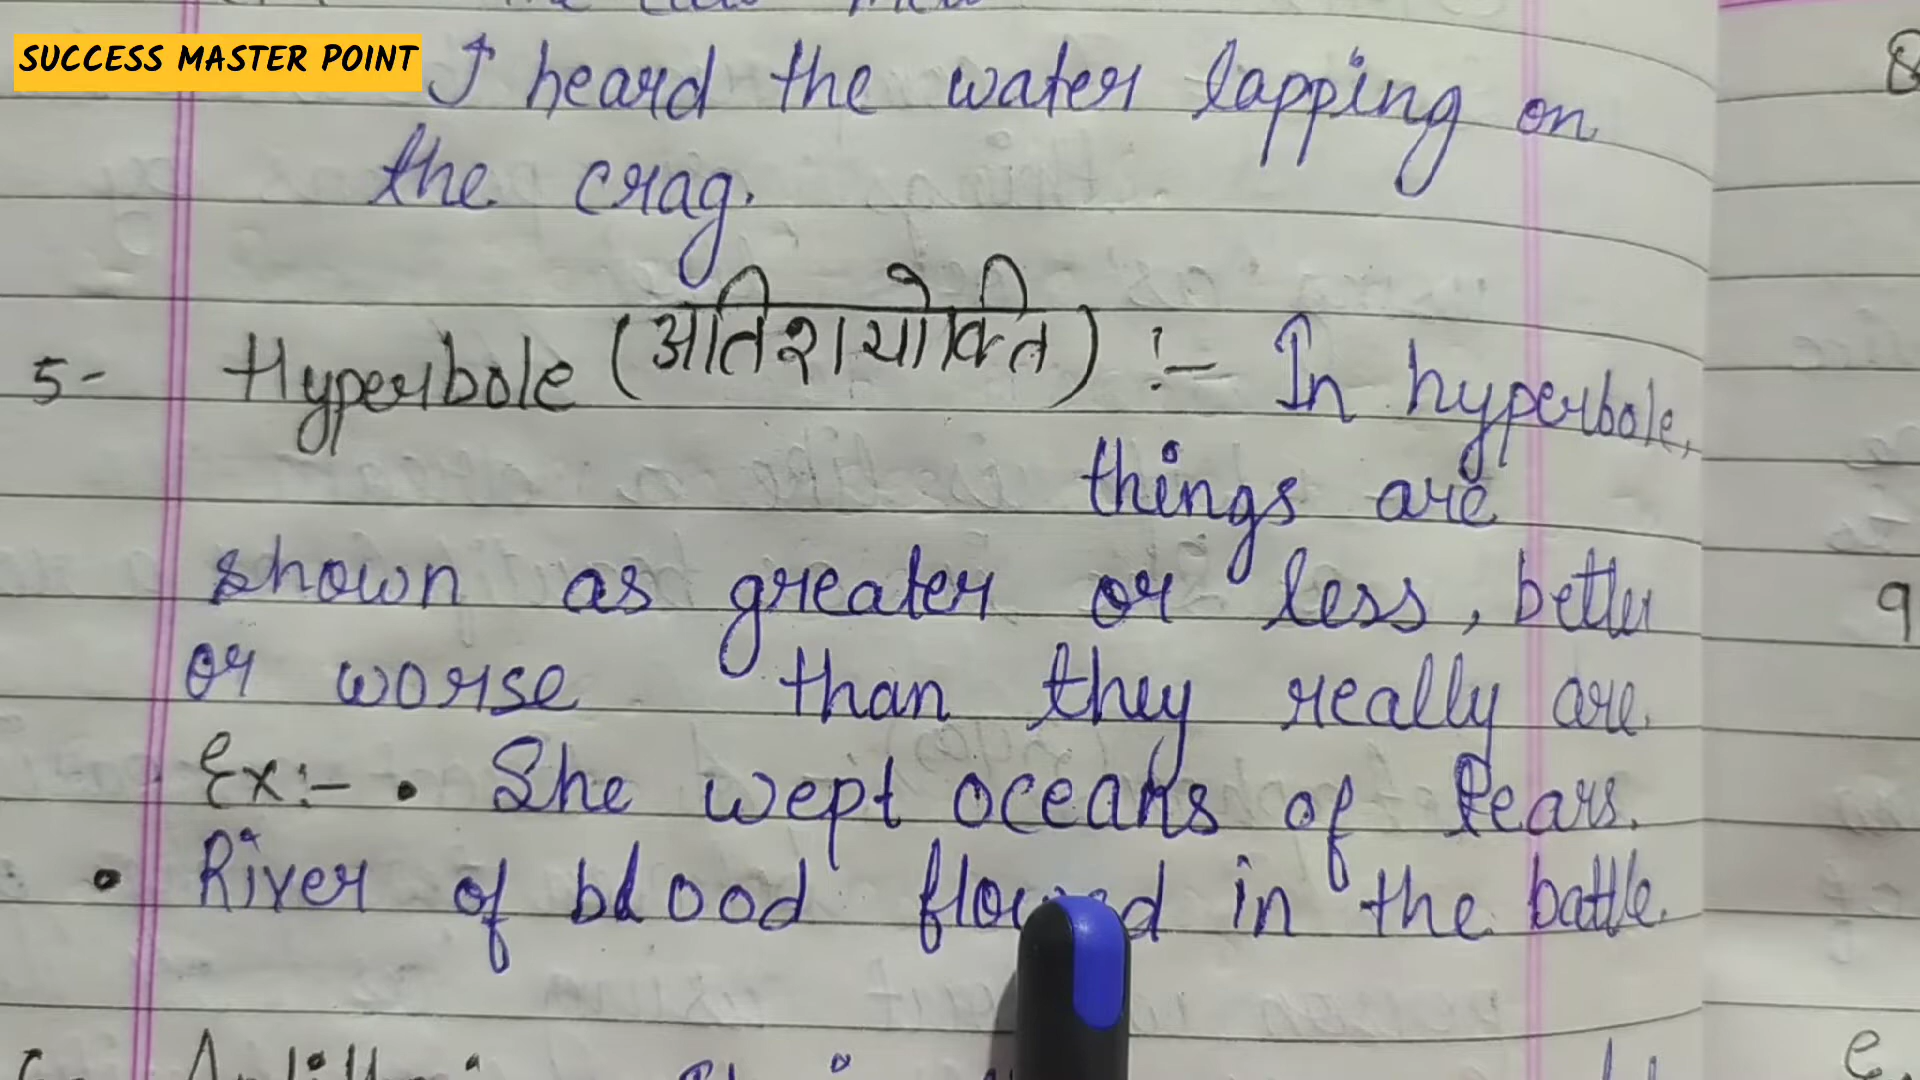 SUCCESS MASTER POINT
I heard the water lapping on
the crag.
5- Hyperbole (अतिशयोक्ति) :- In hyperbole,
things are
shown as greater or less, better
or worse than they really are.
Ex:- • She wept oceans of tears.
• River of blood flowed in the battle.
8
9